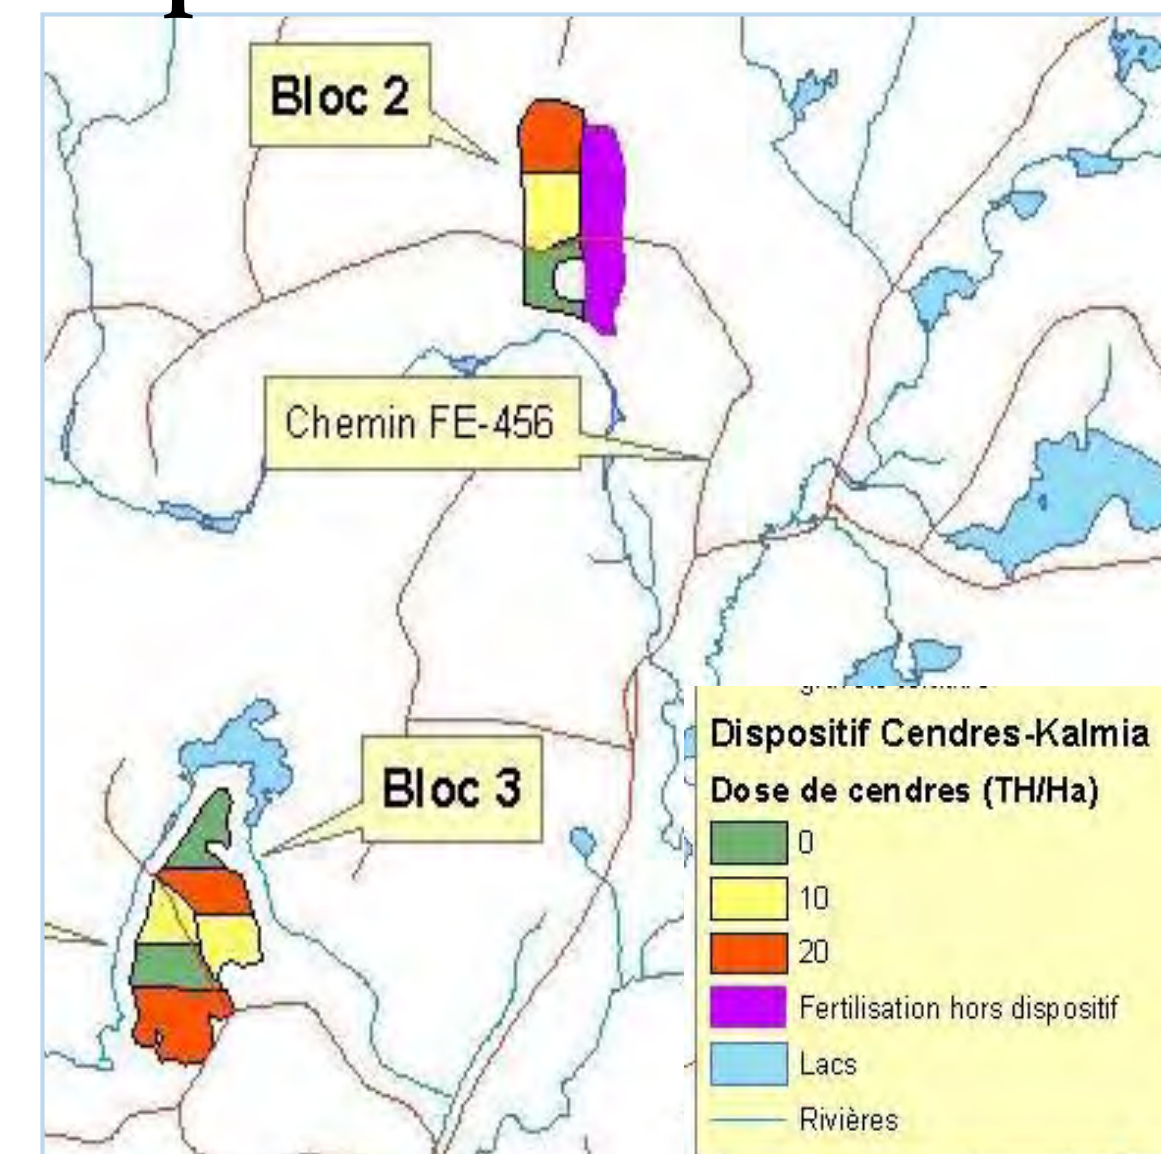 Bloc 2
Chemin FE-456
Bloc 3
Dispositif Cendres-Kalmia
Dose de cendres (TH/Ha)
0
10
20
Fertilisation hors dispositif
Lacs
Rivières